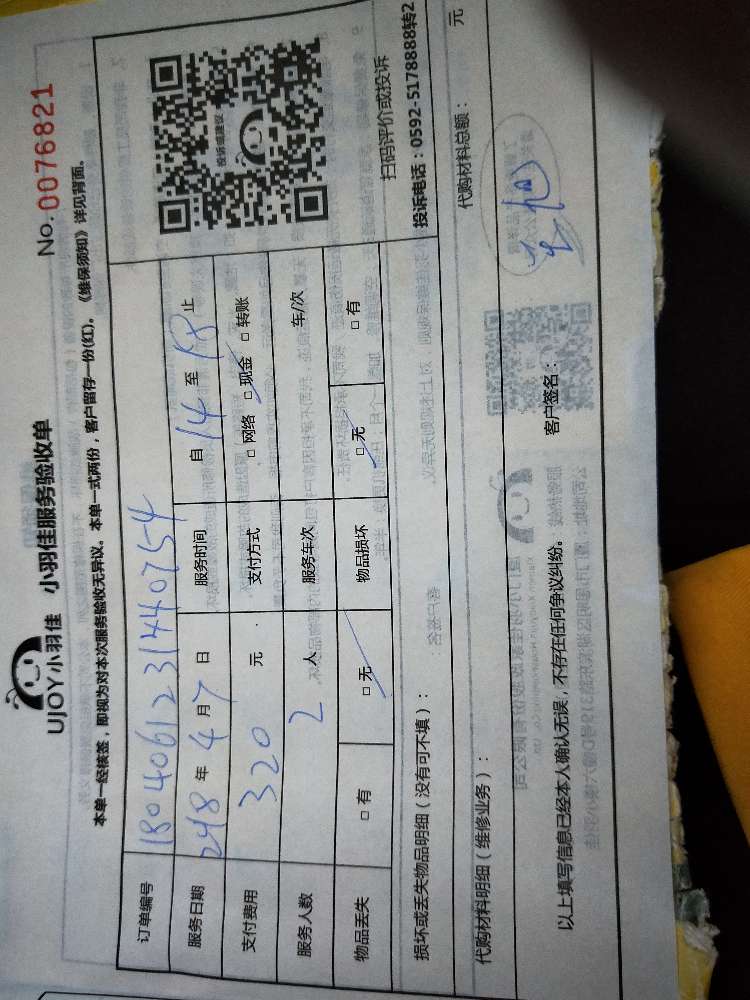 UJOY小羽佳 小羽佳服务验收单 No. 0076821
本单一经核签，即视为对本次服务验收无异议。本单一式两份，客户留存一份(红)。《维保须知》详见背面。
订单编号 1804061231440754
服务日期 2018 年 4 月 7 日 服务时间 自 14 至 18 止
支付费用 320 元 支付方式 □ 网络 □ 现金 □ 转账
服务人数 2 人 服务车次 车/次
物品丢失 □ 有 □ 无 物品损坏 □ 无 □ 有
投诉或建议
扫码评价或投诉
投诉电话：0592-5178888转2
损坏或丢失物品明细（没有可不填）：
代购材料明细（维修业务）： 代购材料总额： 元
以上填写信息已经本人确认无误，不存在任何争议纠纷。 客户签名：